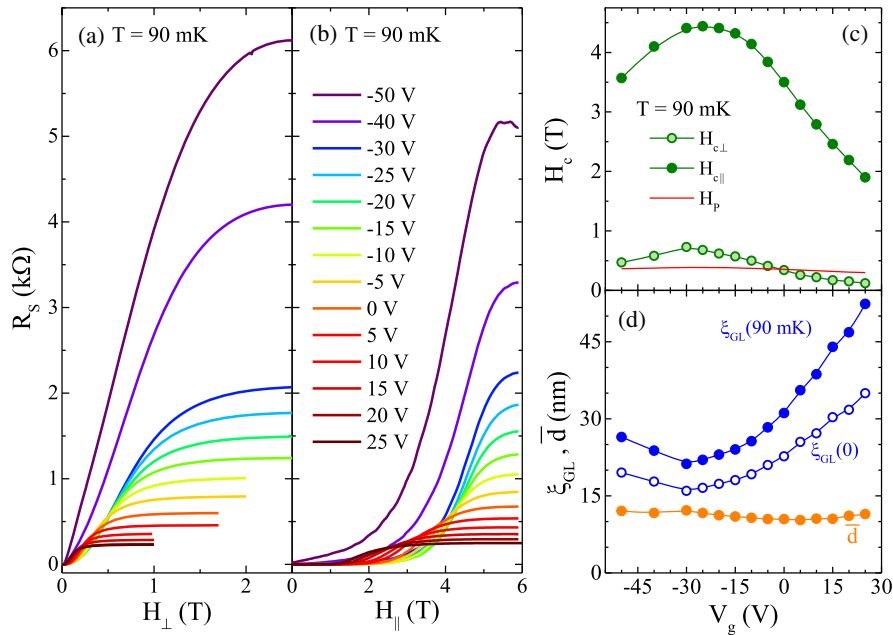 (a) T = 90 mK
R_S (kΩ)
6
5
4
3
2
1
0
0 1 2
H_⊥ (T)
(b) T = 90 mK
-50 V
-40 V
-30 V
-25 V
-20 V
-15 V
-10 V
-5 V
0 V
5 V
10 V
15 V
20 V
25 V
0 2 4 6
H_|| (T)
(c)
H_c (T)
4
3
2
1
0
T = 90 mK
H_c⊥
H_c||
H_P
(d)
ξ_GL , d̅ (nm)
45
30
15
0
ξ_GL(90 mK)
ξ_GL(0)
d̅
-45 -30 -15 0 15 30
V_g (V)